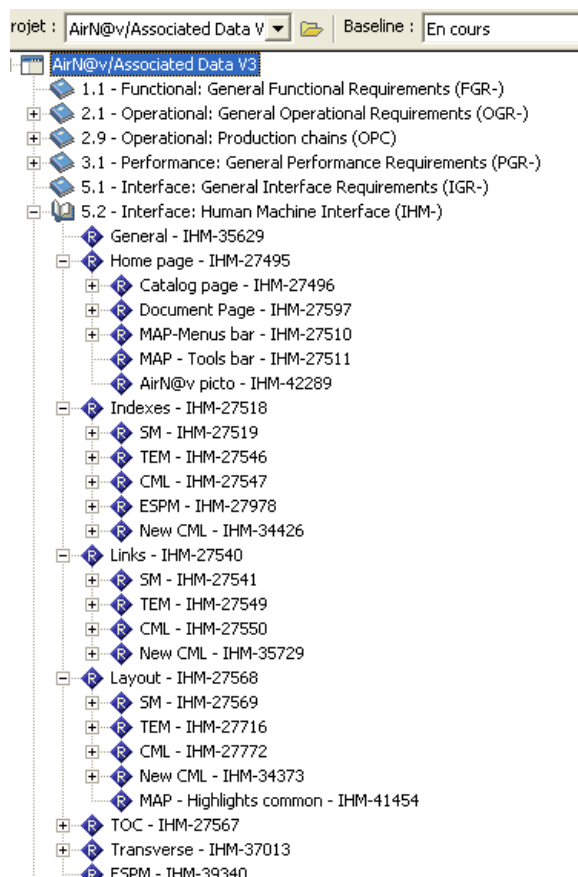 rojet : AirN@v/Associated Data V Baseline : En cours
AirN@v/Associated Data V3
1.1 - Functional: General Functional Requirements (FGR-)
2.1 - Operational: General Operational Requirements (OGR-)
2.9 - Operational: Production chains (OPC)
3.1 - Performance: General Performance Requirements (PGR-)
5.1 - Interface: General Interface Requirements (IGR-)
5.2 - Interface: Human Machine Interface (IHM-)
General - IHM-35629
Home page - IHM-27495
Catalog page - IHM-27496
Document Page - IHM-27597
MAP-Menus bar - IHM-27510
MAP - Tools bar - IHM-27511
AirN@v picto - IHM-42289
Indexes - IHM-27518
SM - IHM-27519
TEM - IHM-27546
CML - IHM-27547
ESPM - IHM-27978
New CML - IHM-34426
Links - IHM-27540
SM - IHM-27541
TEM - IHM-27549
CML - IHM-27550
New CML - IHM-35729
Layout - IHM-27568
SM - IHM-27569
TEM - IHM-27716
CML - IHM-27772
New CML - IHM-34373
MAP - Highlights common - IHM-41454
TOC - IHM-27567
Transverse - IHM-37013
ESPM - IHM-39340